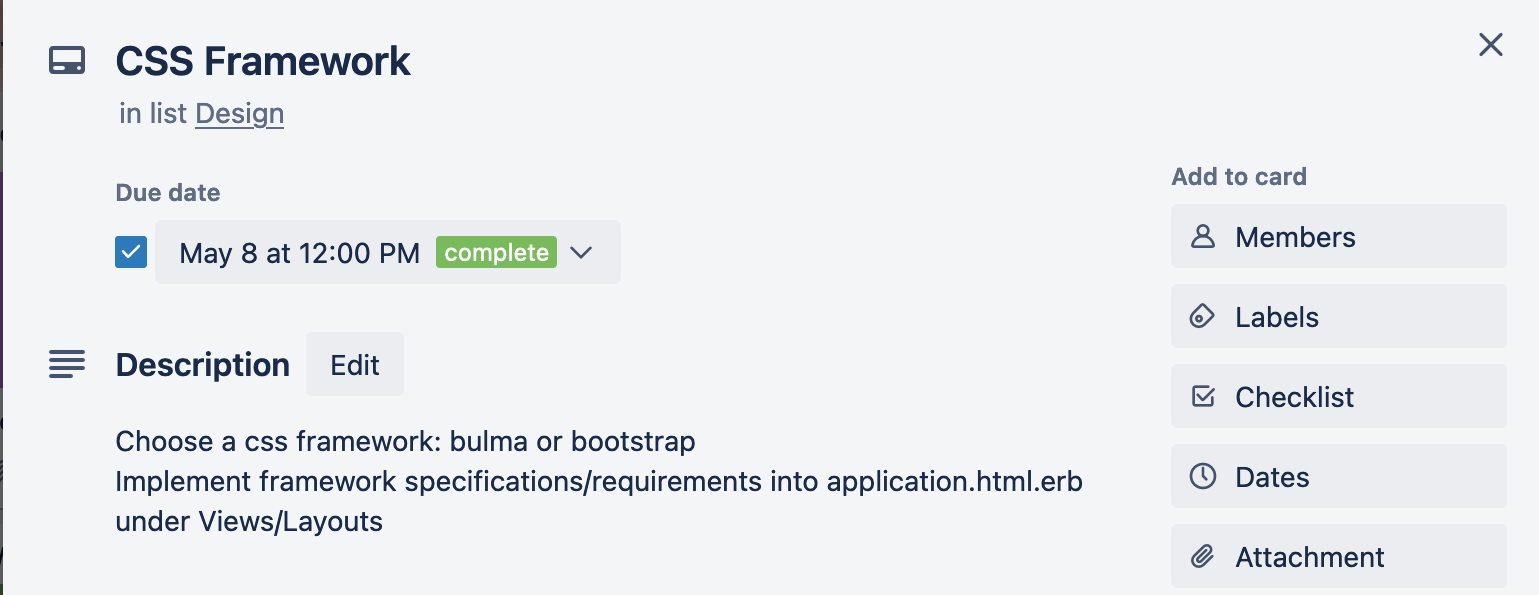 CSS Framework
in list Design
Due date
May 8 at 12:00 PM complete
Description Edit
Choose a css framework: bulma or bootstrap
Implement framework specifications/requirements into application.html.erb
under Views/Layouts
Add to card
Members
Labels
Checklist
Dates
Attachment